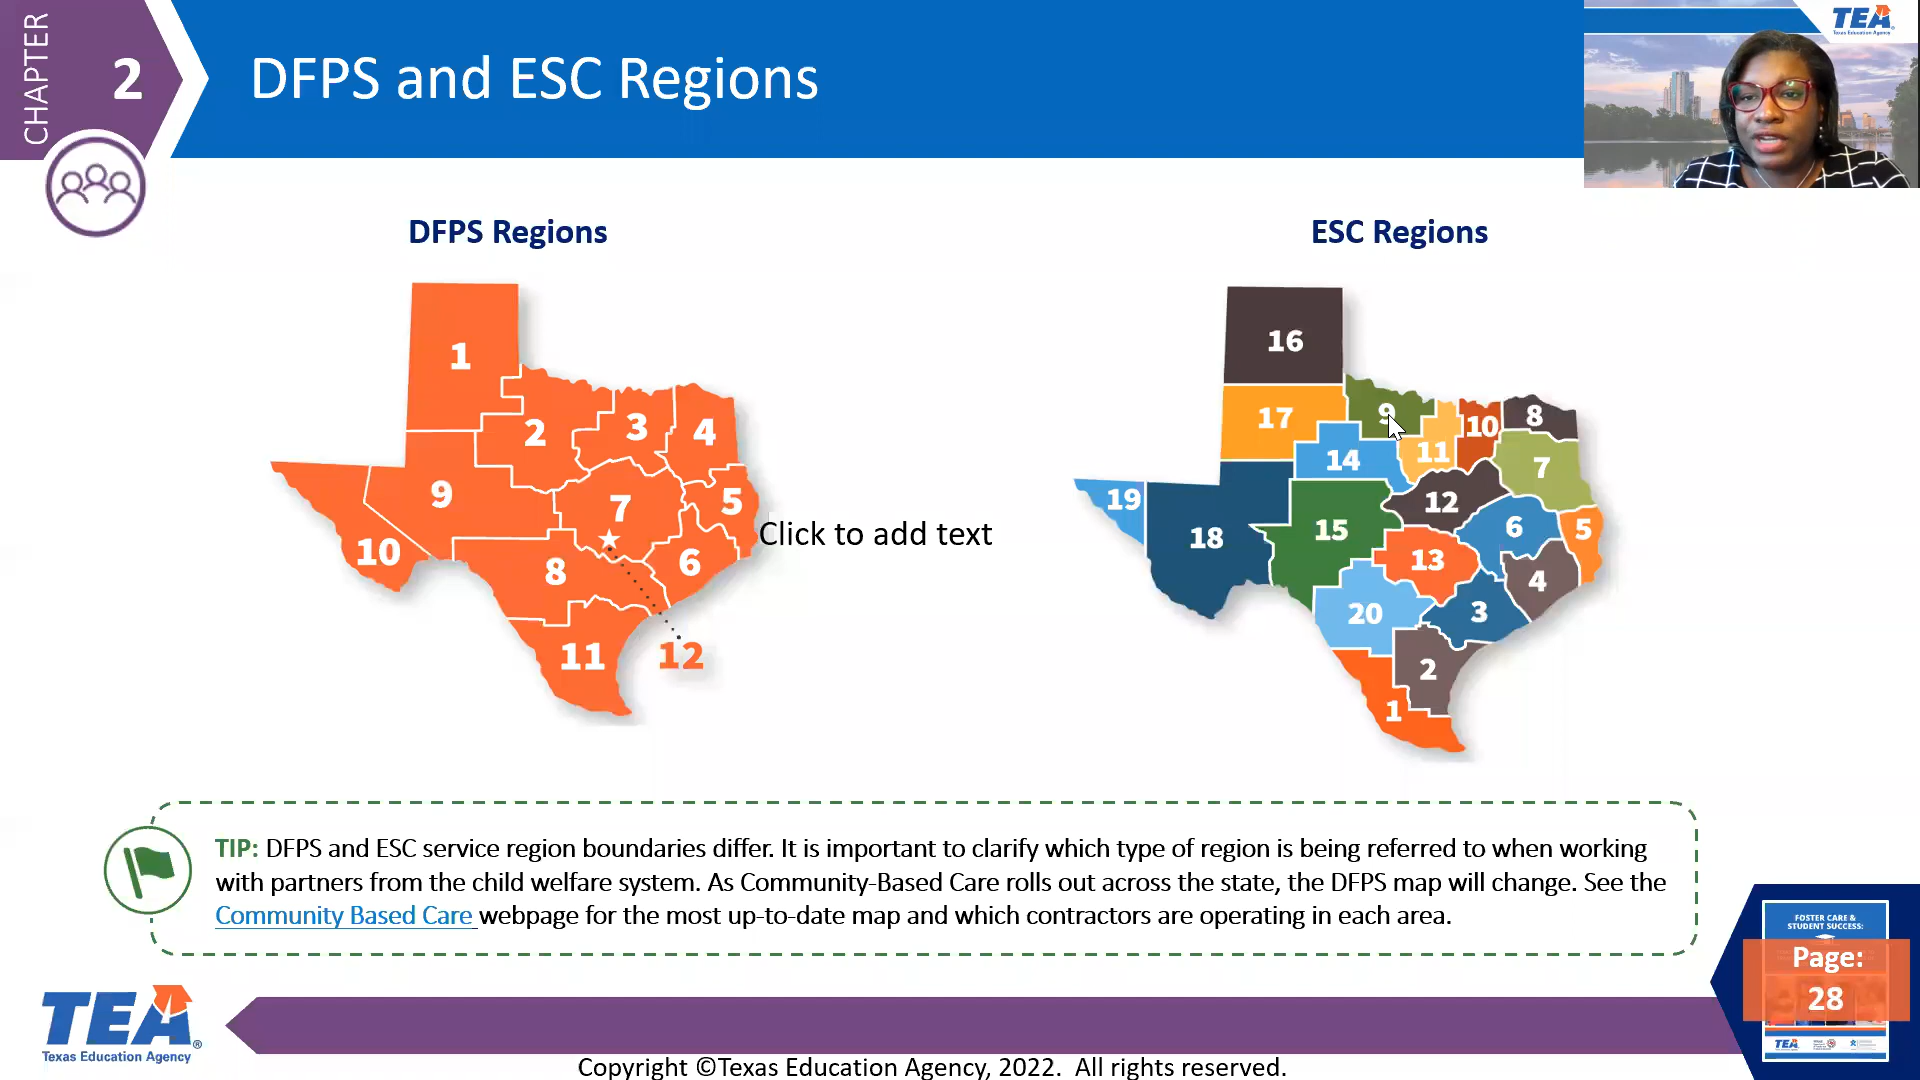 CHAPTER
2
DFPS and ESC Regions
TEA
Texas Education Agency
DFPS Regions
ESC Regions
1
2
3
4
5
6
7
8
9
10
11
12
Click to add text
16
17
9
10
8
14
11
7
19
12
18
15
6
5
13
4
20
3
2
1
TIP: DFPS and ESC service region boundaries differ. It is important to clarify which type of region is being referred to when working
with partners from the child welfare system. As Community-Based Care rolls out across the state, the DFPS map will change. See the
Community Based Care webpage for the most up-to-date map and which contractors are operating in each area.
FOSTER CARE &
STUDENT SUCCESS:
Page:
28
TEA
TEA®
Texas Education Agency
Copyright ©Texas Education Agency, 2022.  All rights reserved.